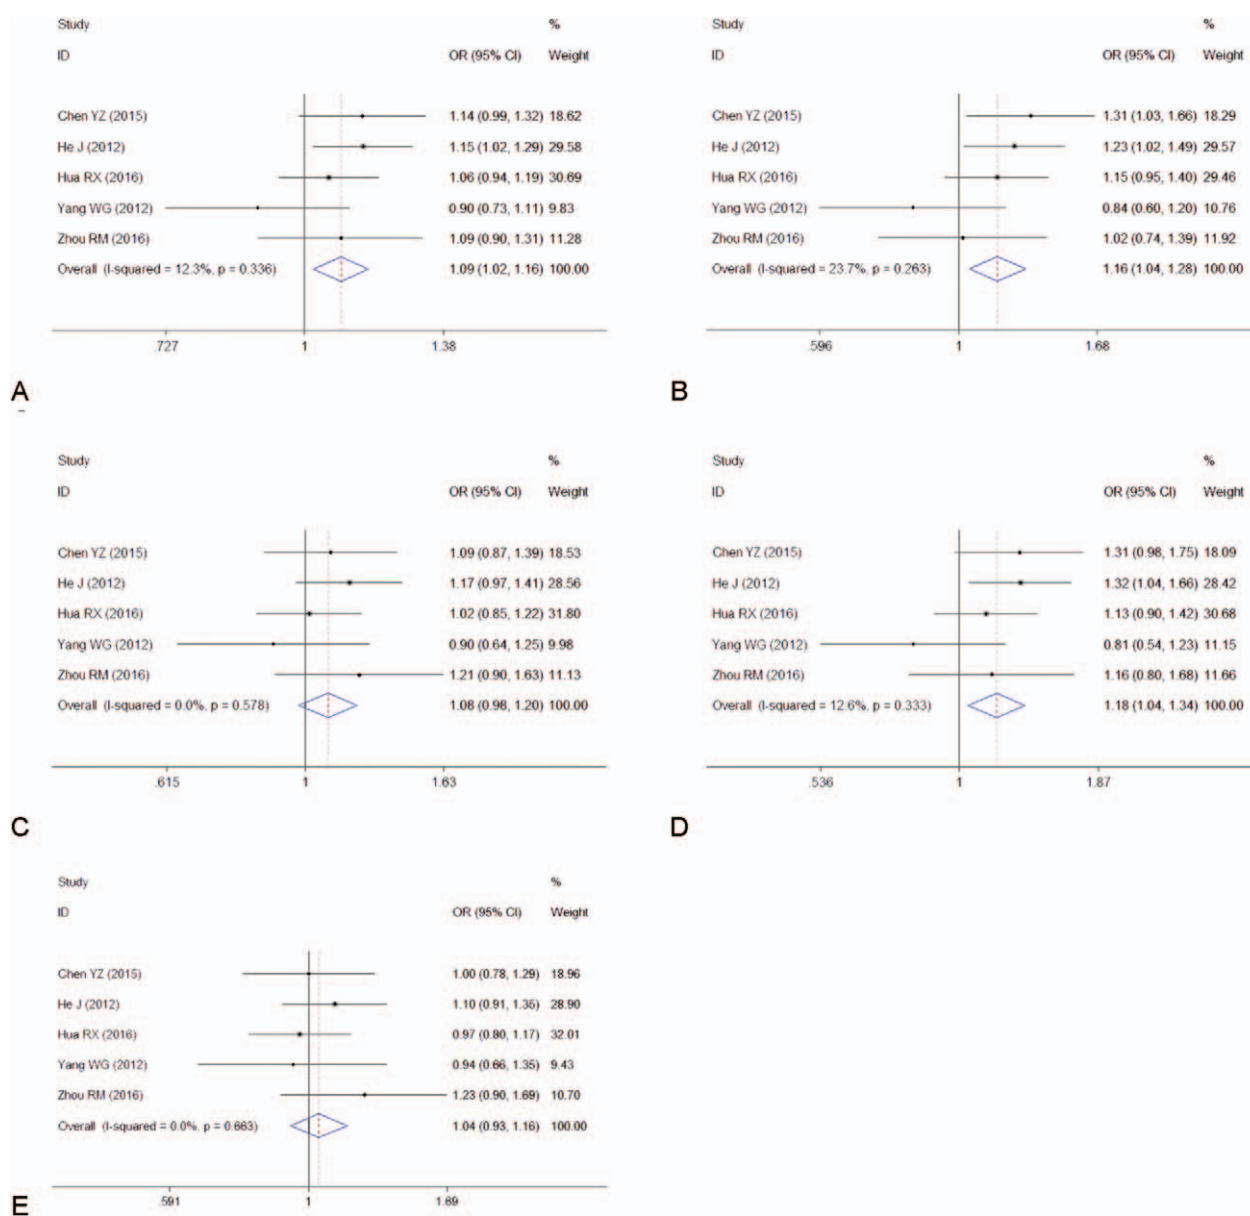 Study %
ID OR (95% CI) Weight
Chen YZ (2015) 1.14 (0.99, 1.32) 18.62
He J (2012) 1.15 (1.02, 1.29) 29.58
Hua RX (2016) 1.06 (0.94, 1.19) 30.69
Yang WG (2012) 0.90 (0.73, 1.11) 9.83
Zhou RM (2016) 1.09 (0.90, 1.31) 11.28
Overall (I-squared = 12.3%, p = 0.336) 1.09 (1.02, 1.16) 100.00
.727 1 1.38
A
Study %
ID OR (95% CI) Weight
Chen YZ (2015) 1.31 (1.03, 1.66) 18.29
He J (2012) 1.23 (1.02, 1.49) 29.57
Hua RX (2016) 1.15 (0.95, 1.40) 29.46
Yang WG (2012) 0.84 (0.60, 1.20) 10.76
Zhou RM (2016) 1.02 (0.74, 1.39) 11.92
Overall (I-squared = 23.7%, p = 0.263) 1.16 (1.04, 1.28) 100.00
.596 1 1.68
B
Study %
ID OR (95% CI) Weight
Chen YZ (2015) 1.09 (0.87, 1.39) 18.53
He J (2012) 1.17 (0.97, 1.41) 28.56
Hua RX (2016) 1.02 (0.85, 1.22) 31.80
Yang WG (2012) 0.90 (0.64, 1.25) 9.98
Zhou RM (2016) 1.21 (0.90, 1.63) 11.13
Overall (I-squared = 0.0%, p = 0.578) 1.08 (0.98, 1.20) 100.00
.615 1 1.63
C
Study %
ID OR (95% CI) Weight
Chen YZ (2015) 1.31 (0.98, 1.75) 18.09
He J (2012) 1.32 (1.04, 1.66) 28.42
Hua RX (2016) 1.13 (0.90, 1.42) 30.68
Yang WG (2012) 0.81 (0.54, 1.23) 11.15
Zhou RM (2016) 1.16 (0.80, 1.68) 11.66
Overall (I-squared = 12.6%, p = 0.333) 1.18 (1.04, 1.34) 100.00
.536 1 1.87
D
Study %
ID OR (95% CI) Weight
Chen YZ (2015) 1.00 (0.78, 1.29) 18.96
He J (2012) 1.10 (0.91, 1.35) 28.90
Hua RX (2016) 0.97 (0.80, 1.17) 32.01
Yang WG (2012) 0.94 (0.66, 1.35) 9.43
Zhou RM (2016) 1.23 (0.90, 1.69) 10.70
Overall (I-squared = 0.0%, p = 0.663) 1.04 (0.93, 1.16) 100.00
.591 1 1.69
E